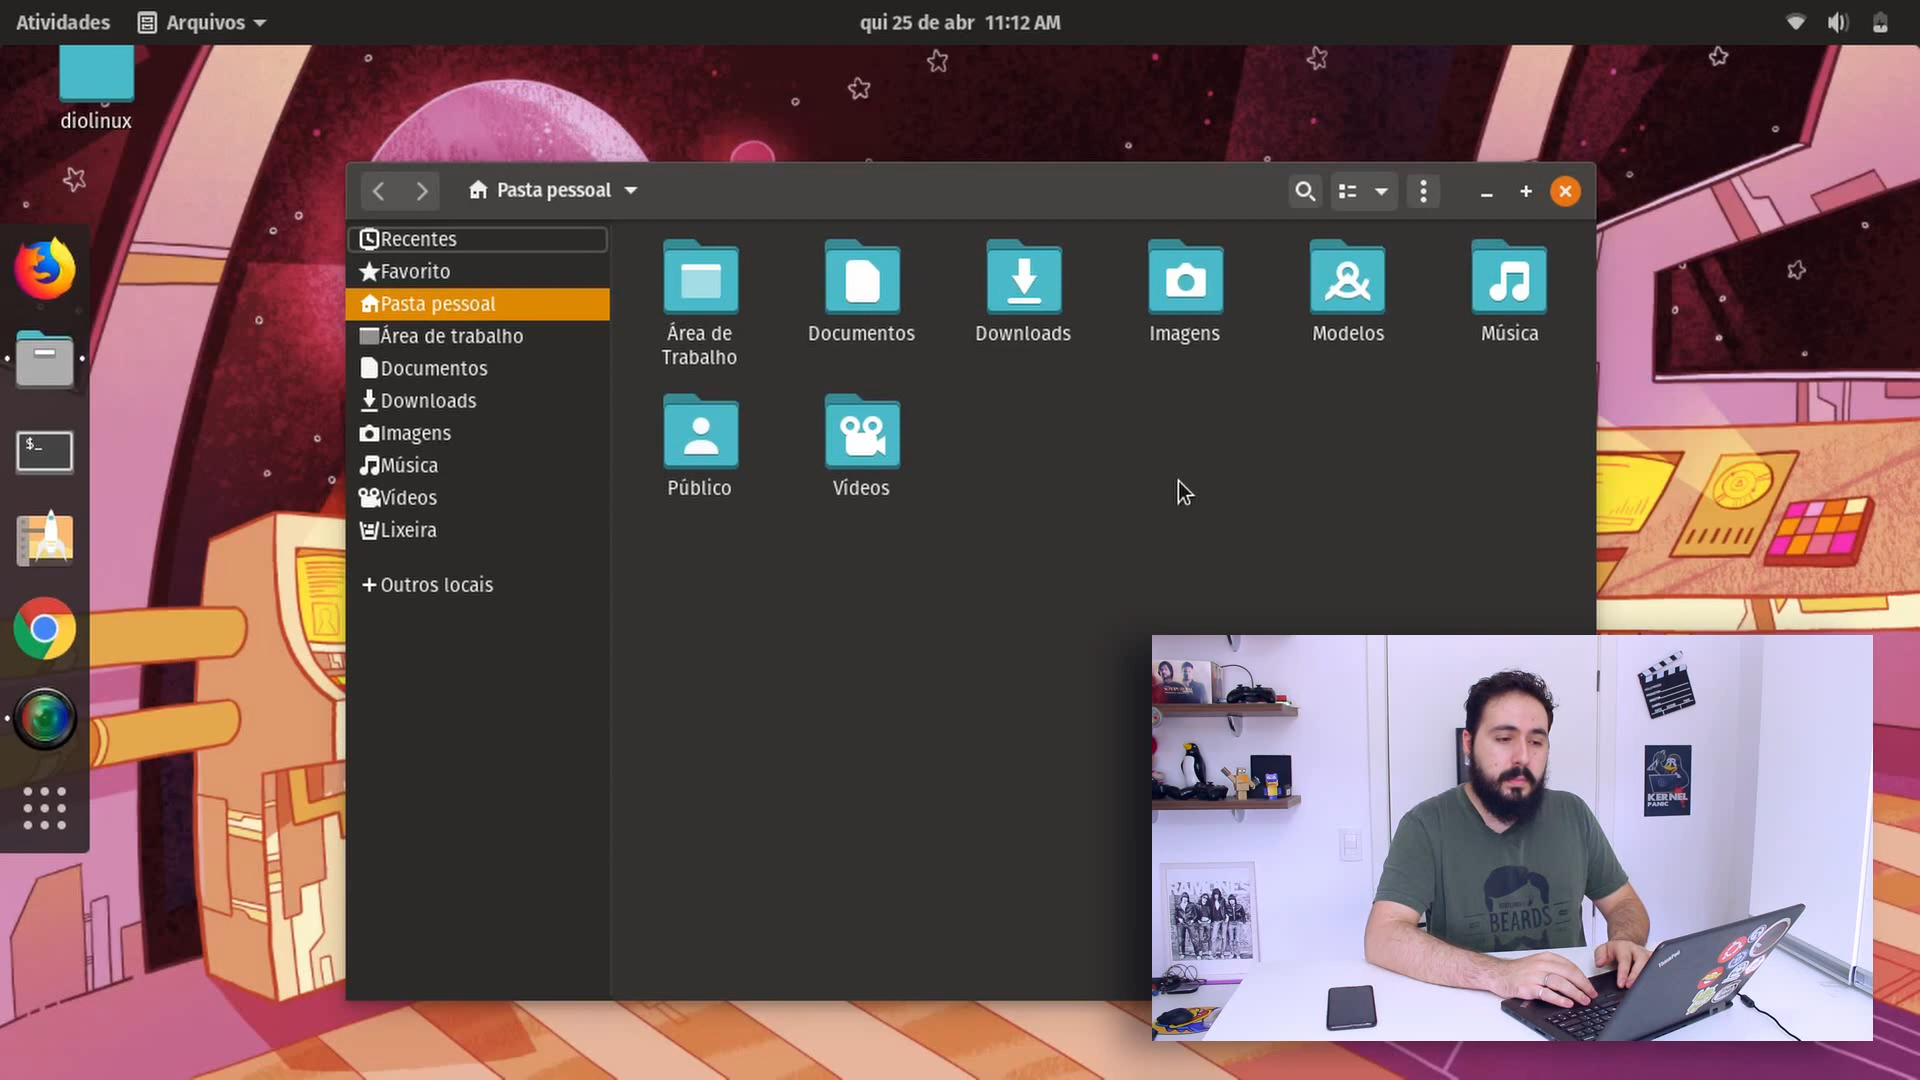 Atividades
Arquivos
qui 25 de abr 11:12 AM
diolinux
Pasta pessoal
Recentes
Favorito
Pasta pessoal
Área de trabalho
Documentos
Downloads
Imagens
Música
Vídeos
Lixeira
Outros locais
Área de
Trabalho
Documentos
Downloads
Imagens
Modelos
Música
Público
Vídeos
$_
KERNEL
PANIC
RAMONES
BEARDS
ThinkPad